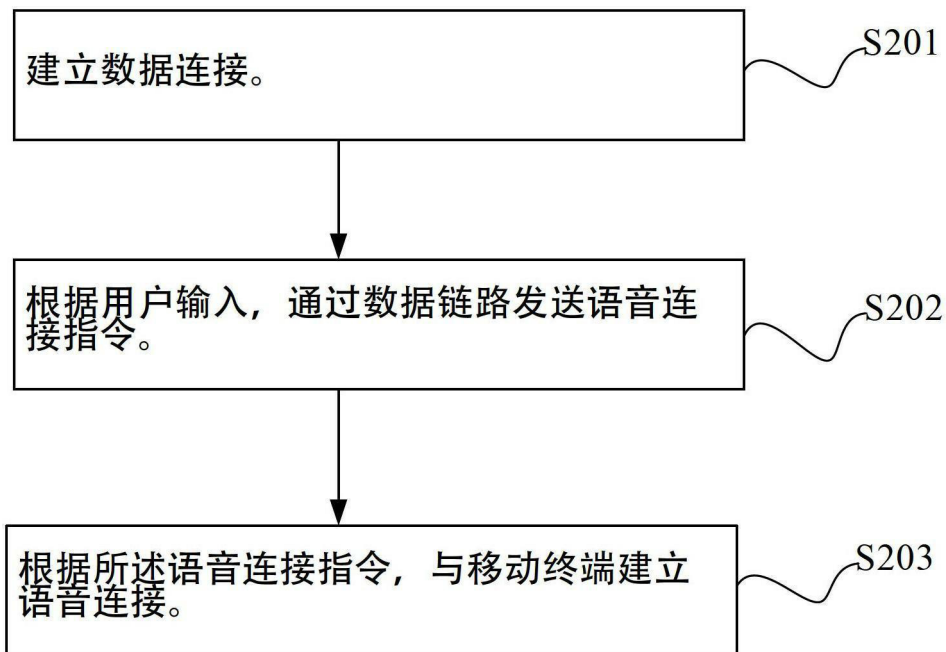 建立数据连接。
S201
根据用户输入，通过数据链路发送语音连
接指令。
S202
根据所述语音连接指令，与移动终端建立
语音连接。
S203